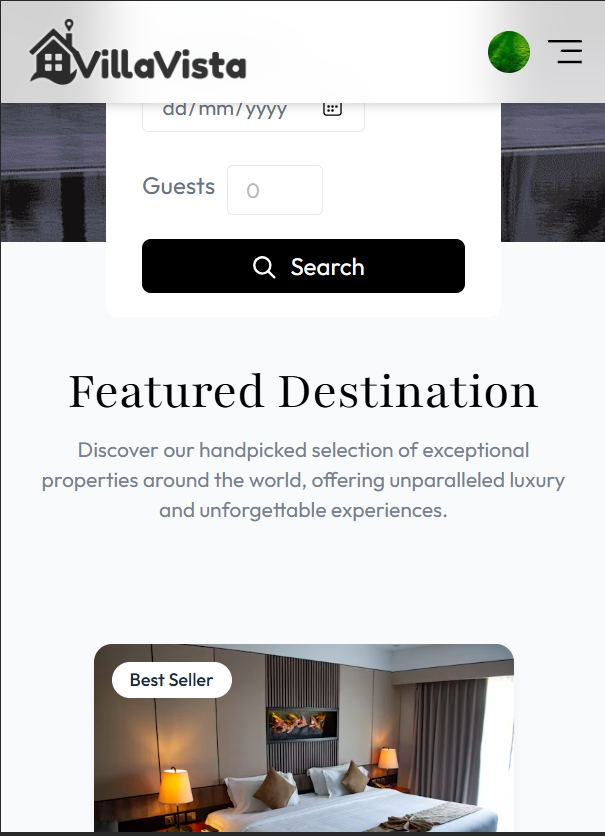 VillaVista
dd/mm/yyyy
Guests 0
Search
Featured Destination
Discover our handpicked selection of exceptional
properties around the world, offering unparalleled luxury
and unforgettable experiences.
Best Seller